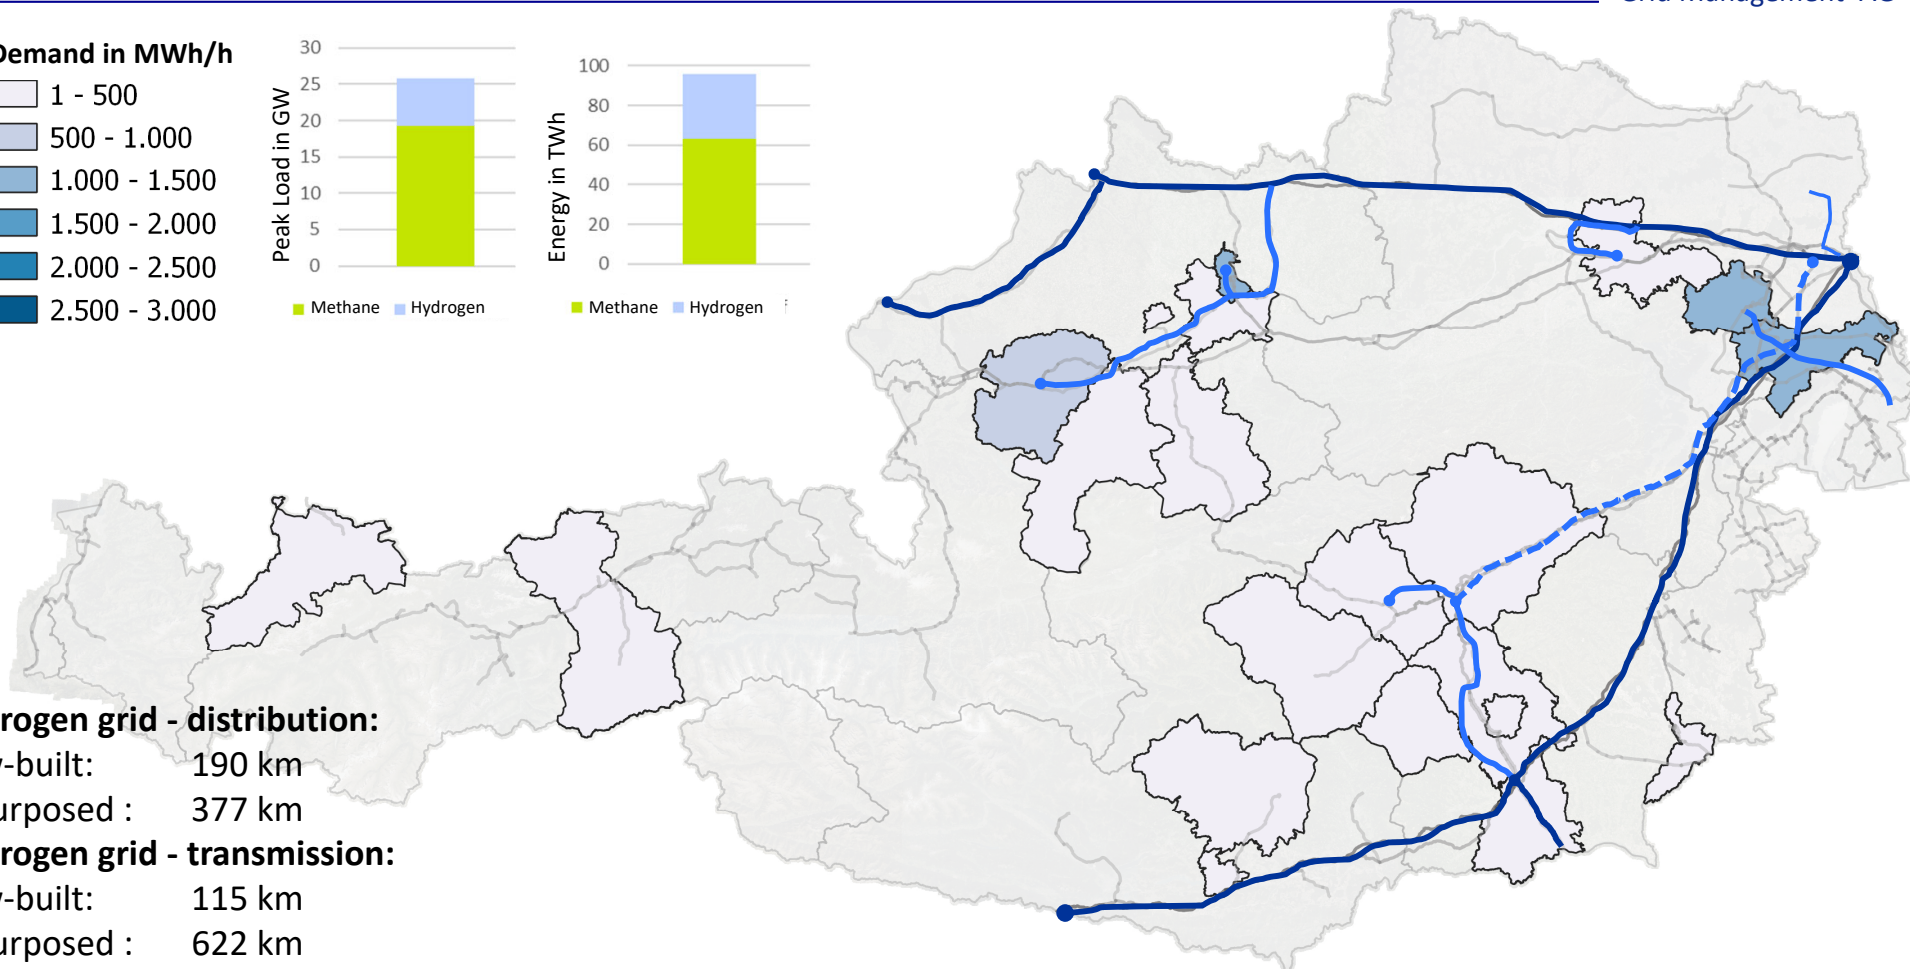 Grid Management AG
Demand in MWh/h
1 - 500
500 - 1.000
1.000 - 1.500
1.500 - 2.000
2.000 - 2.500
2.500 - 3.000
Peak Load in GW
30
25
20
15
10
5
0
Methane Hydrogen
Energy in TWh
100
80
60
40
20
0
Methane Hydrogen
rogen grid - distribution:
-built: 190 km
urposed : 377 km
rogen grid - transmission:
-built: 115 km
urposed : 622 km